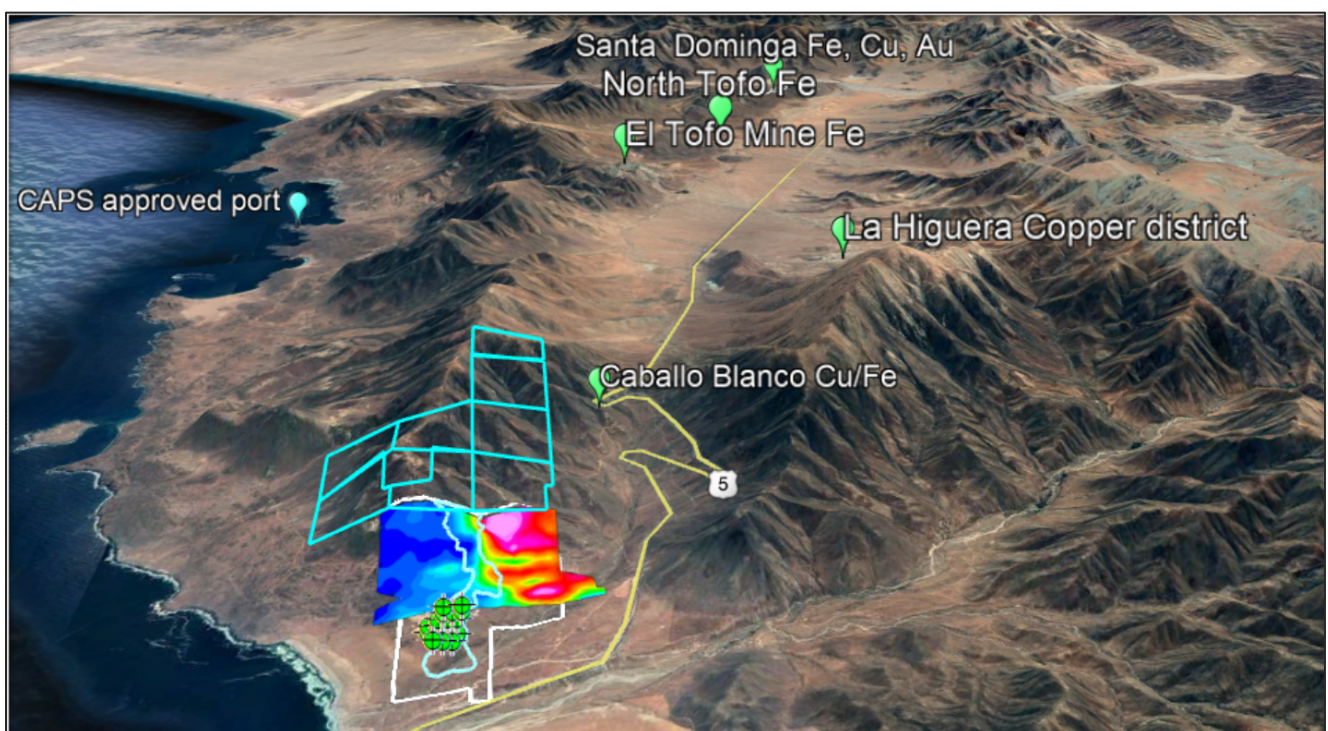 Santa Dominga Fe, Cu, Au
North Tofo Fe
El Tofo Mine Fe
CAPS approved port
La Higuera Copper district
Caballo Blanco Cu/Fe
5